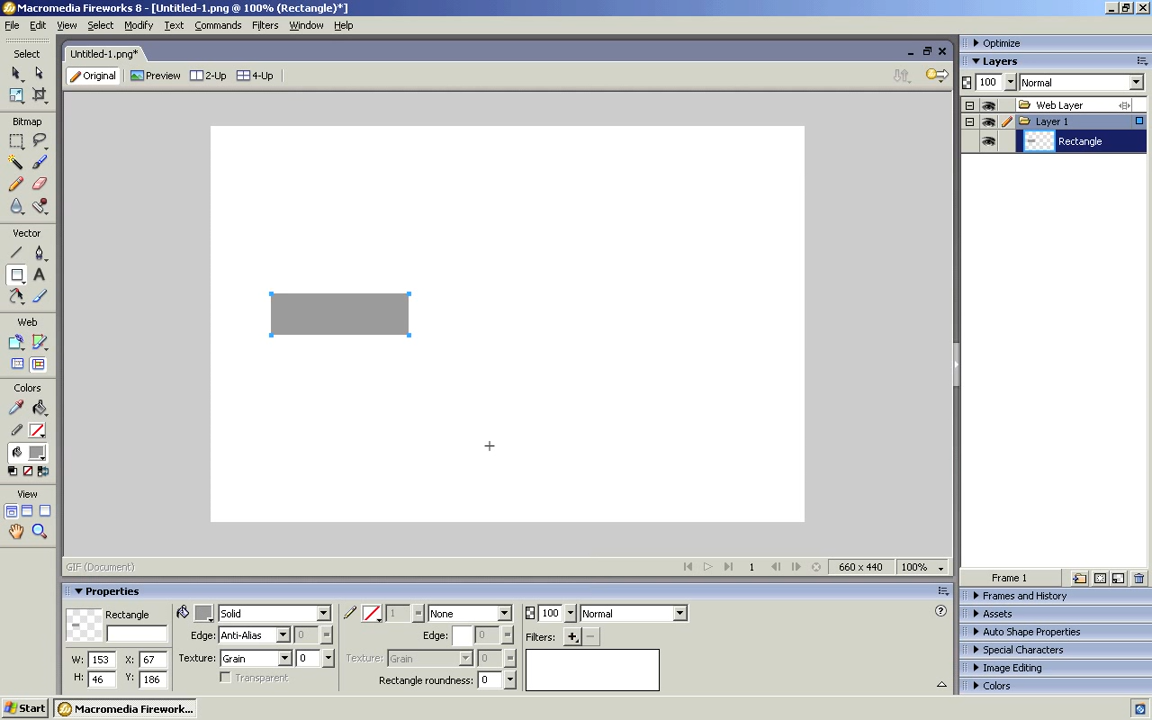 Macromedia Fireworks 8 - [Untitled-1.png @ 100% (Rectangle)*]
File Edit View Select Modify Text Commands Filters Window Help
Select
Bitmap
Vector
A
Web
Colors
View
Untitled-1.png*
Original Preview 2-Up 4-Up
GIF (Document) 1 660 x 440 100%
Properties
Rectangle Solid 1 None 100 Normal
Edge: Anti-Alias 0 Edge: 0 Filters:
W: 153 X: 67 Texture: Grain 0 Texture: Grain 0
H: 46 Y: 186 Transparent Rectangle roundness: 0
Optimize
Layers
100 Normal
Web Layer
Layer 1
Rectangle
Frame 1
Frames and History
Assets
Auto Shape Properties
Special Characters
Image Editing
Colors
Start Macromedia Firework...